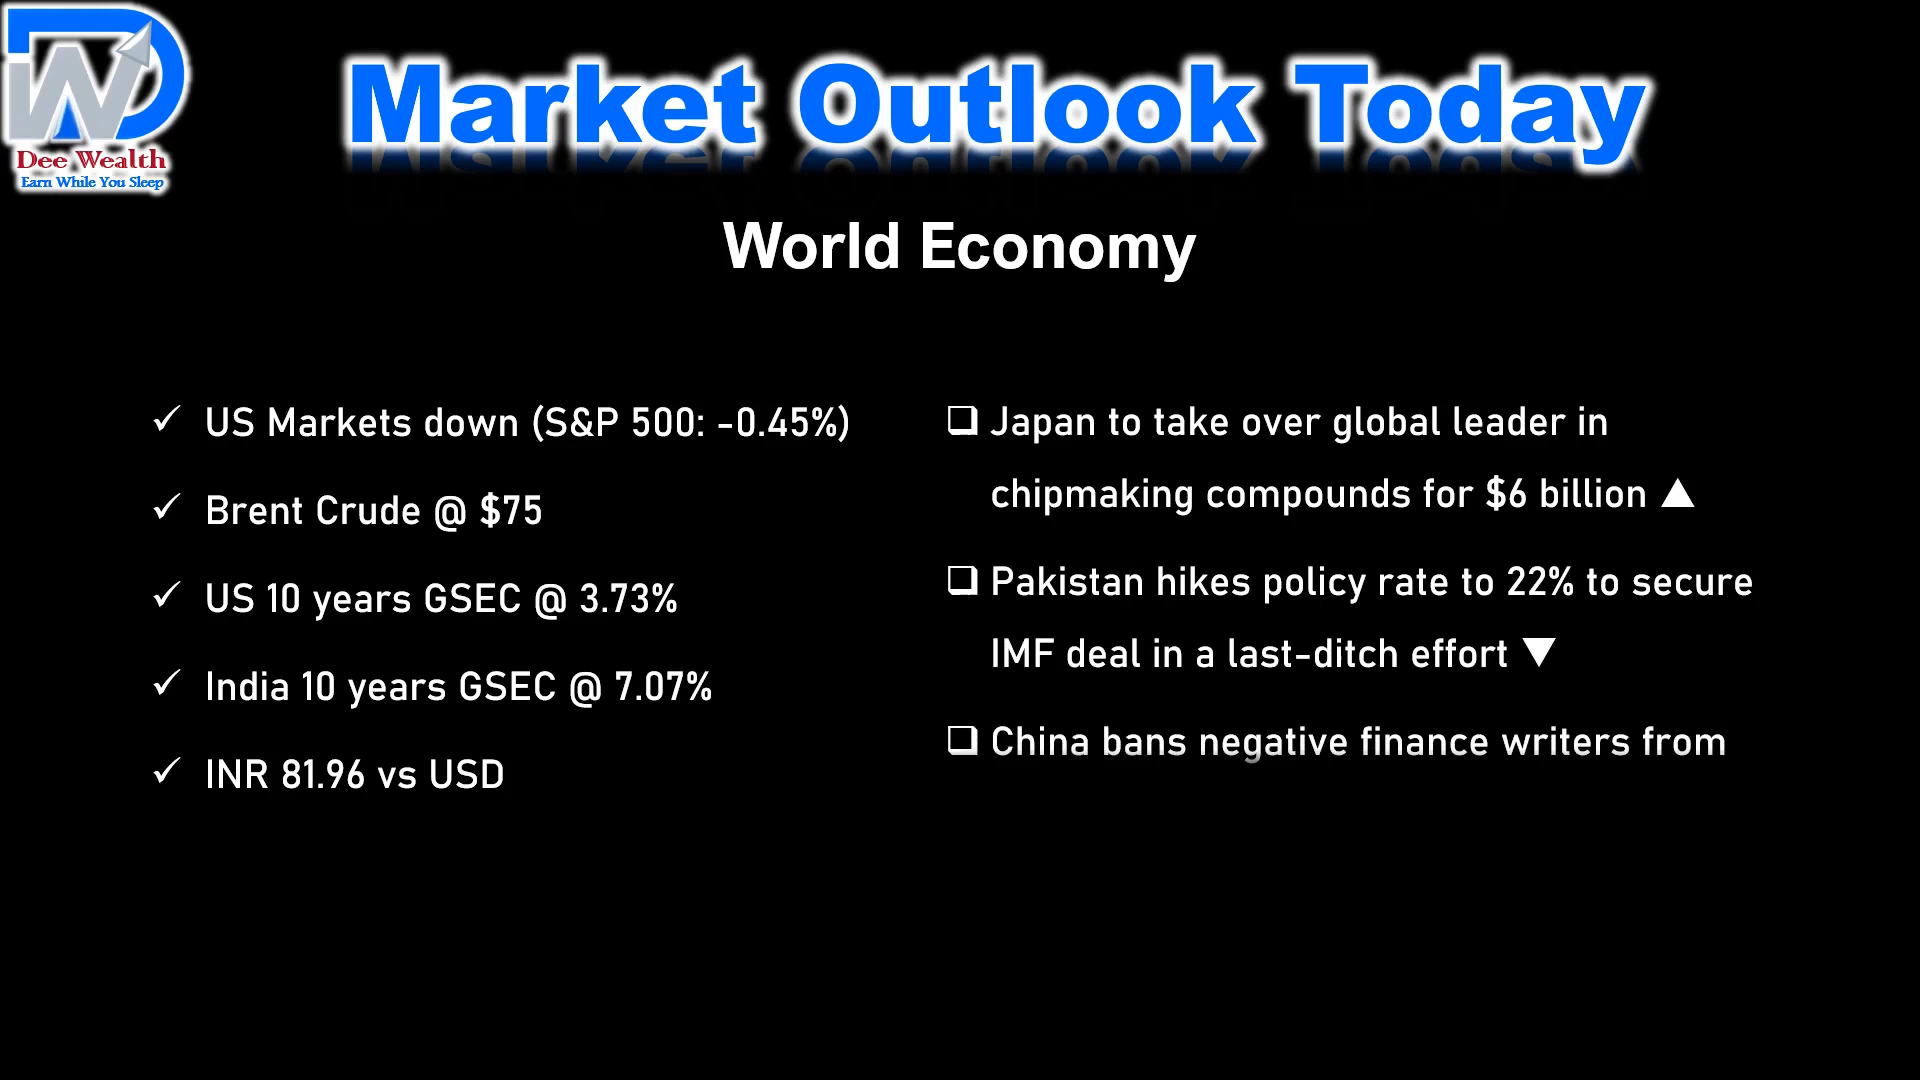 Dee Wealth
Earn While You Sleep
Market Outlook Today
World Economy
✓ US Markets down (S&P 500: -0.45%)
✓ Brent Crude @ $75
✓ US 10 years GSEC @ 3.73%
✓ India 10 years GSEC @ 7.07%
✓ INR 81.96 vs USD
❑ Japan to take over global leader in
chipmaking compounds for $6 billion ▲
❑ Pakistan hikes policy rate to 22% to secure
IMF deal in a last-ditch effort ▼
❑ China bans negative finance writers from